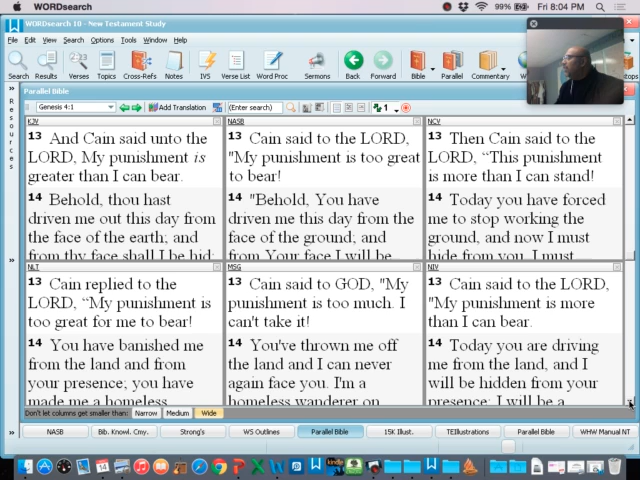 WORDsearch
99%
Fri 8:04 PM
WORDsearch 10 - New Testament Study
File Edit View Search Options Tools Window Help
Search Results Verses Topics Cross-Refs Notes IVS Verse List Word Proc Sermons Back Forward Bible Parallel Commentary
Parallel Bible
Resources
Genesis 4:1
Add Translation
(Enter search)
1
KJV
13 And Cain said unto the
LORD, My punishment is
greater than I can bear.
14 Behold, thou hast
driven me out this day from
the face of the earth; and
from thy face shall I be hid;
NASB
13 Cain said to the LORD,
"My punishment is too great
to bear!
14 "Behold, You have
driven me this day from the
face of the ground; and
from Your face I will be
NCV
13 Then Cain said to the
LORD, “This punishment
is more than I can stand!
14 Today you have forced
me to stop working the
ground, and now I must
hide from you. I must
NLT
13 Cain replied to the
LORD, “My punishment is
too great for me to bear!
14 You have banished me
from the land and from
your presence; you have
made me a homeless
MSG
13 Cain said to GOD, "My
punishment is too much. I
can't take it!
14 You've thrown me off
the land and I can never
again face you. I'm a
homeless wanderer on
NIV
13 Cain said to the LORD,
"My punishment is more
than I can bear.
14 Today you are driving
me from the land, and I
will be hidden from your
presence; I will be a
Don't let columns get smaller than: Narrow Medium Wide
NASB Bib. Knowl. Cmy. Strong's WS Outlines Parallel Bible 15K Illust. TEIllustrations Parallel Bible WHW Manual NT